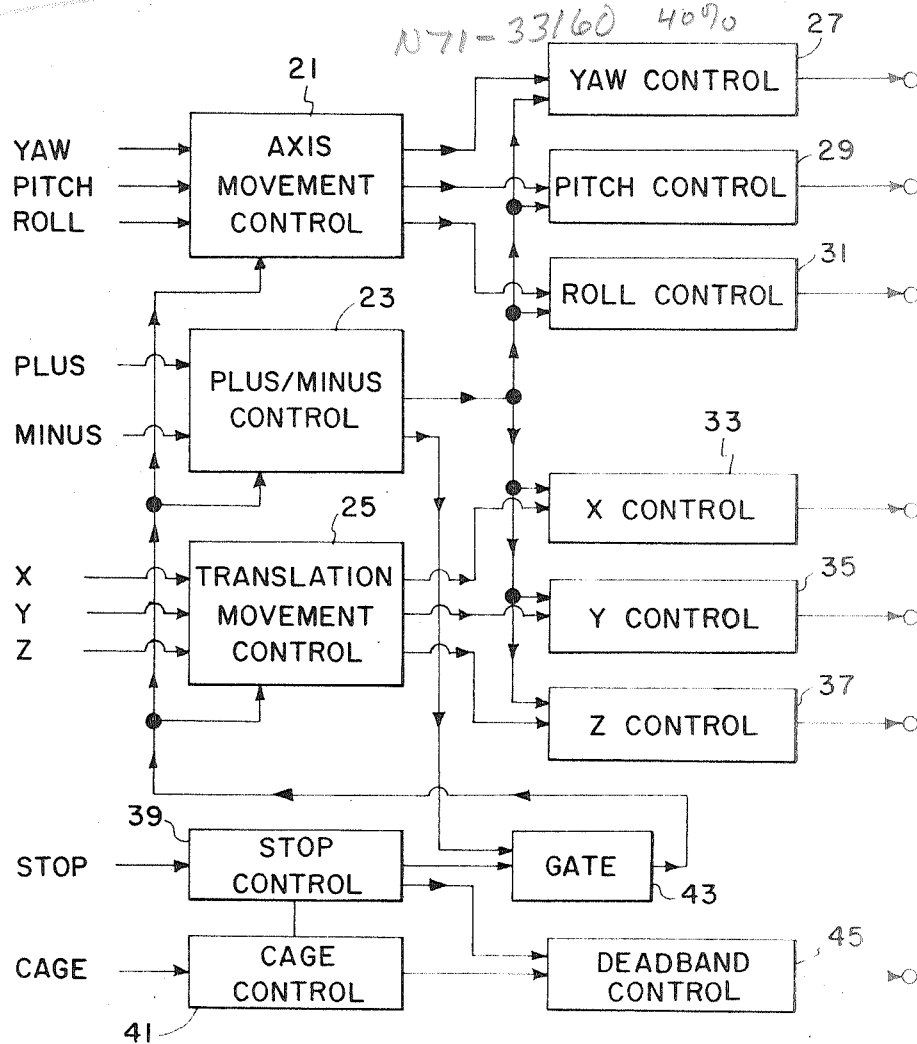 N71-33160 40%
27
21
YAW CONTROL
YAW
PITCH
ROLL
AXIS
MOVEMENT
CONTROL
29
PITCH CONTROL
31
ROLL CONTROL
23
PLUS
MINUS
PLUS/MINUS
CONTROL
33
X CONTROL
25
X
Y
Z
TRANSLATION
MOVEMENT
CONTROL
35
Y CONTROL
37
Z CONTROL
39
STOP
STOP
CONTROL
GATE
43
CAGE
CAGE
CONTROL
41
45
DEADBAND
CONTROL